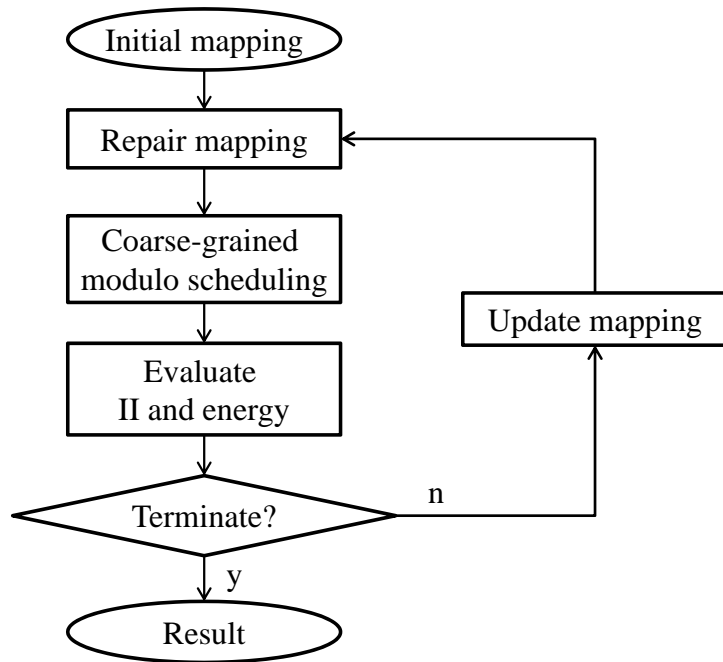 Initial mapping
Repair mapping
Coarse-grained
modulo scheduling
Update mapping
Evaluate
II and energy
Terminate?
n
y
Result